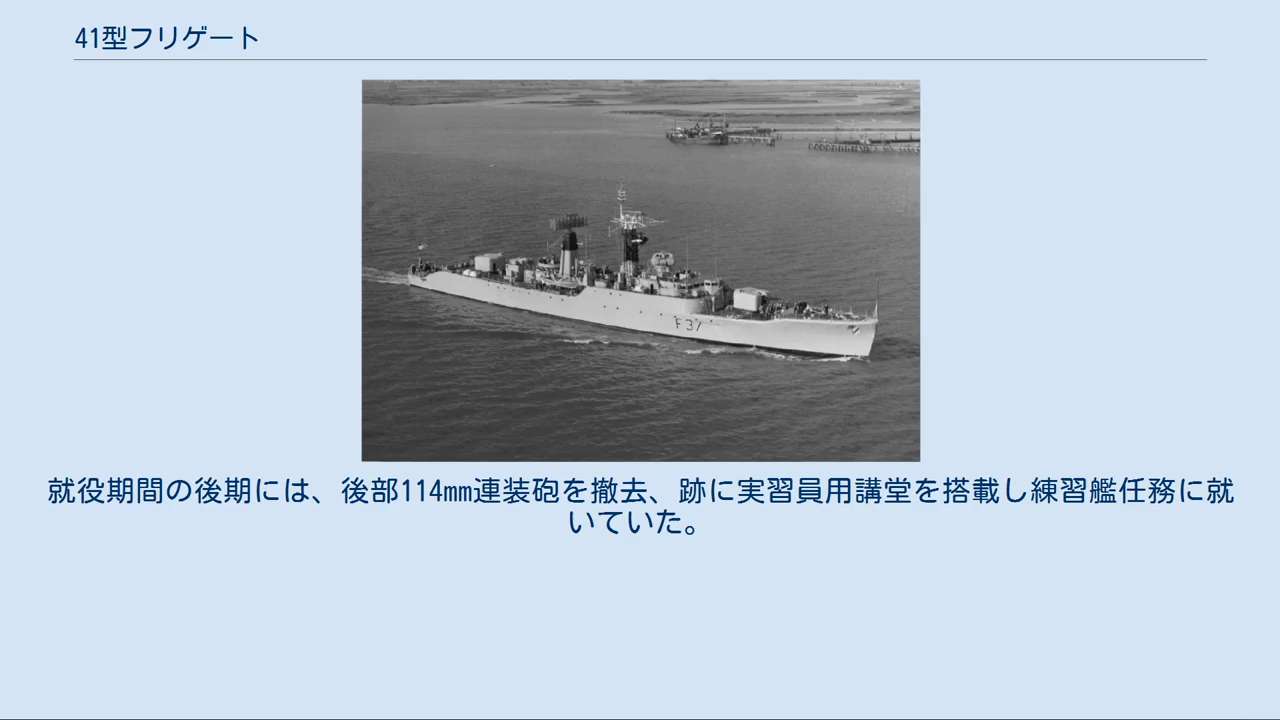 41型フリゲート
F37
就役期間の後期には、後部114㎜連装砲を撤去、跡に実習員用講堂を搭載し練習艦任務に就
いていた。